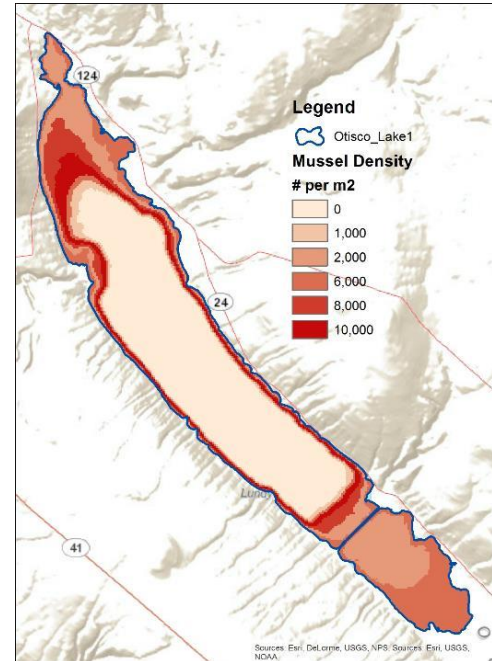 124
Legend
Otisco_Lake1
Mussel Density
# per m2
0
1,000
2,000
6,000
8,000
10,000
24
41
Sources: Esri, DeLorme, USGS, NPS, Sources: Esri, USGS,
NOAA,